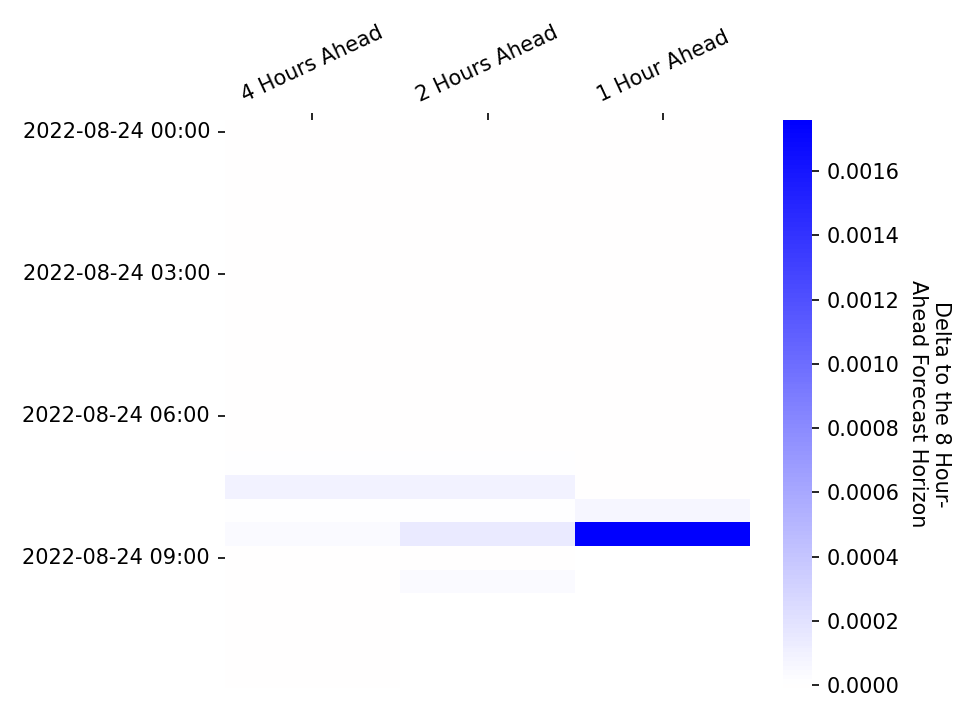 4 Hours Ahead
2 Hours Ahead
1 Hour Ahead
2022-08-24 00:00
2022-08-24 03:00
2022-08-24 06:00
2022-08-24 09:00
0.0016
0.0014
0.0012
0.0010
0.0008
0.0006
0.0004
0.0002
0.0000
Delta to the 8 Hour-
Ahead Forecast Horizon